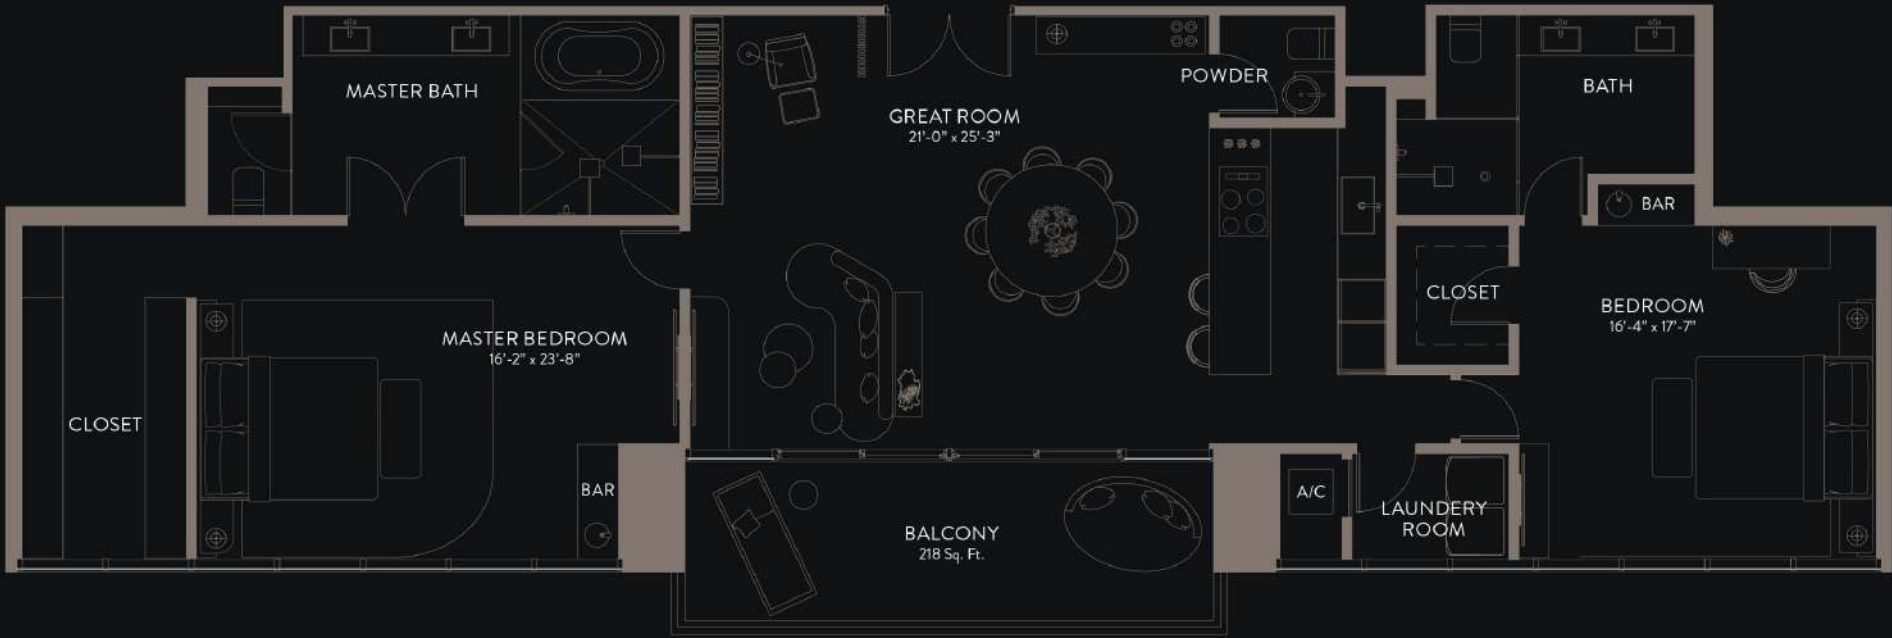 MASTER BATH
GREAT ROOM
21'-0" x 25'-3"
POWDER
BATH
BAR
CLOSET
BEDROOM
16'-4" x 17'-7"
MASTER BEDROOM
16'-2" x 23'-8"
CLOSET
BAR
BALCONY
218 Sq. Ft.
A/C
LAUNDERY
ROOM